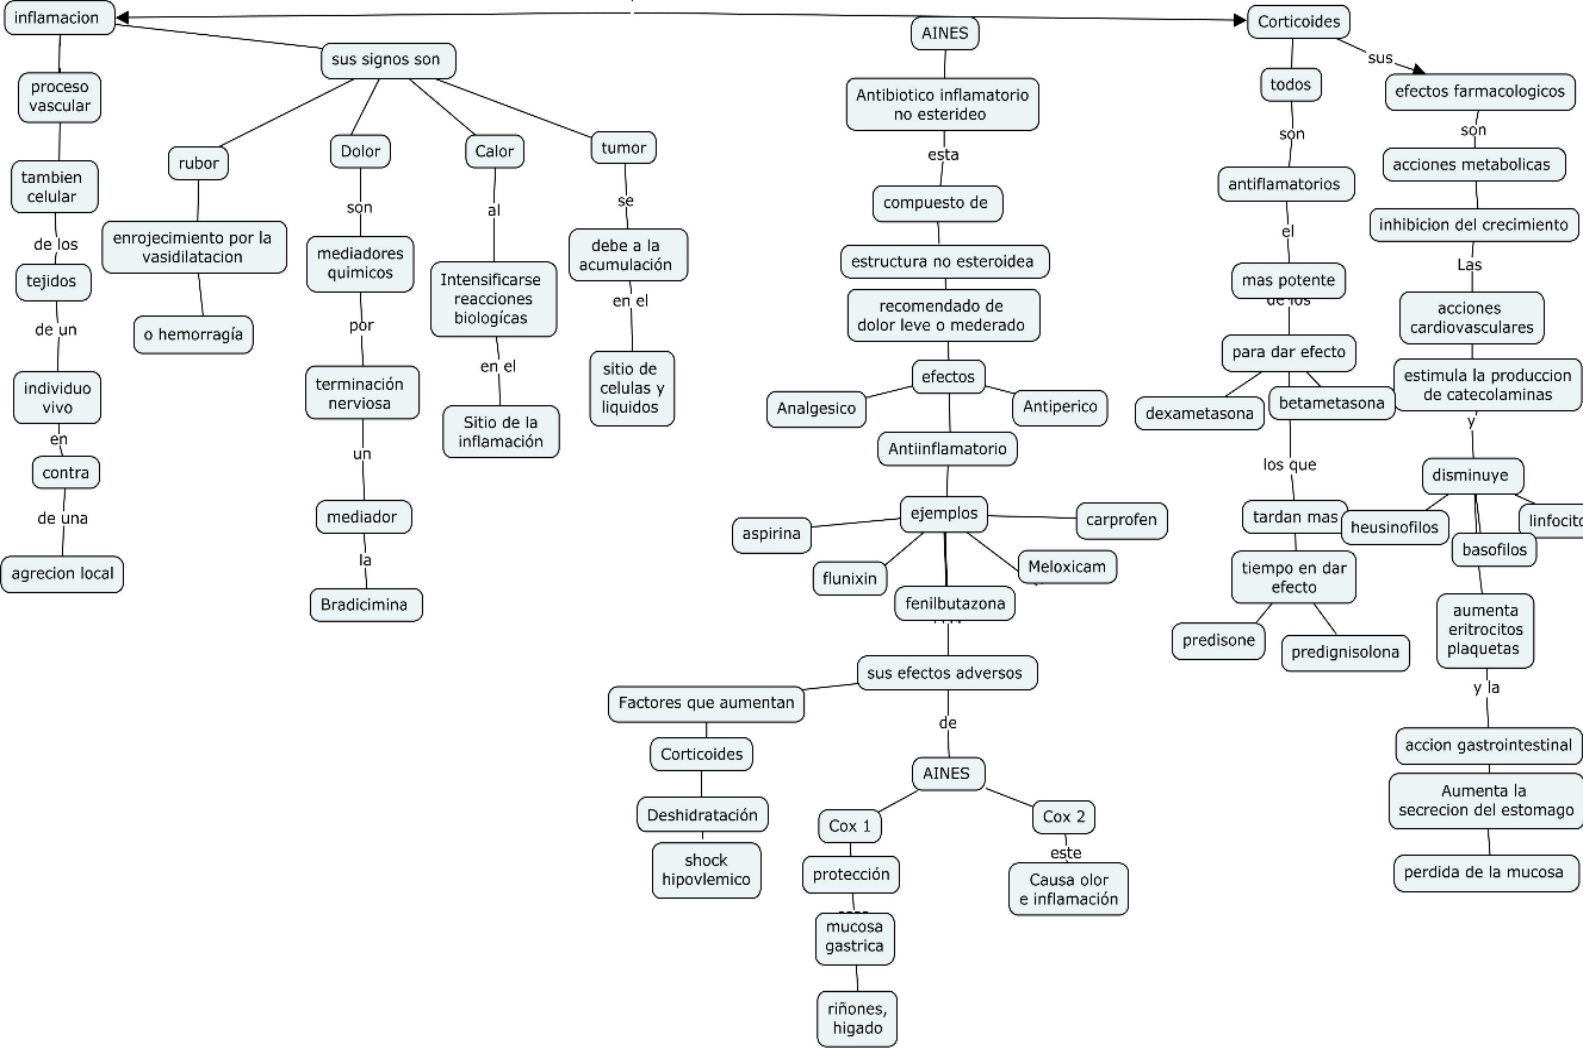 inflamacion
proceso
vascular
tambien
celular
de los
tejidos
de un
individuo
vivo
en
contra
de una
agrecion local
sus signos son
rubor
enrojecimiento por la
vasidilatacion
o hemorragía
Dolor
son
mediadores
quimicos
por
terminación
nerviosa
un
mediador
la
Bradicimina
Calor
al
Intensificarse
reacciones
biologícas
en el
Sitio de la
inflamación
tumor
se
debe a la
acumulación
en el
sitio de
celulas y
liquidos
AINES
Antibiotico inflamatorio
no esterideo
esta
compuesto de
estructura no esteroidea
recomendado de
dolor leve o mederado
efectos
Analgesico
Antiperico
Antiinflamatorio
ejemplos
aspirina
carprofen
flunixin
Meloxicam
fenilbutazona
sus efectos adversos
Factores que aumentan
Corticoides
Deshidratación
shock
hipovlemico
de
AINES
Cox 1
protección
mucosa
gastrica
riñones,
higado
Cox 2
este
Causa olor
e inflamación
Corticoides
todos
son
antiflamatorios
el
mas potente
de los
para dar efecto
dexametasona
betametasona
los que
tardan mas
tiempo en dar
efecto
predisone
predignisolona
sus
efectos farmacologicos
son
acciones metabolicas
inhibicion del crecimiento
Las
acciones
cardiovasculares
estimula la produccion
de catecolaminas
y
disminuye
heusinofilos
basofilos
linfocito
aumenta
eritrocitos
plaquetas
y la
accion gastrointestinal
Aumenta la
secrecion del estomago
perdida de la mucosa